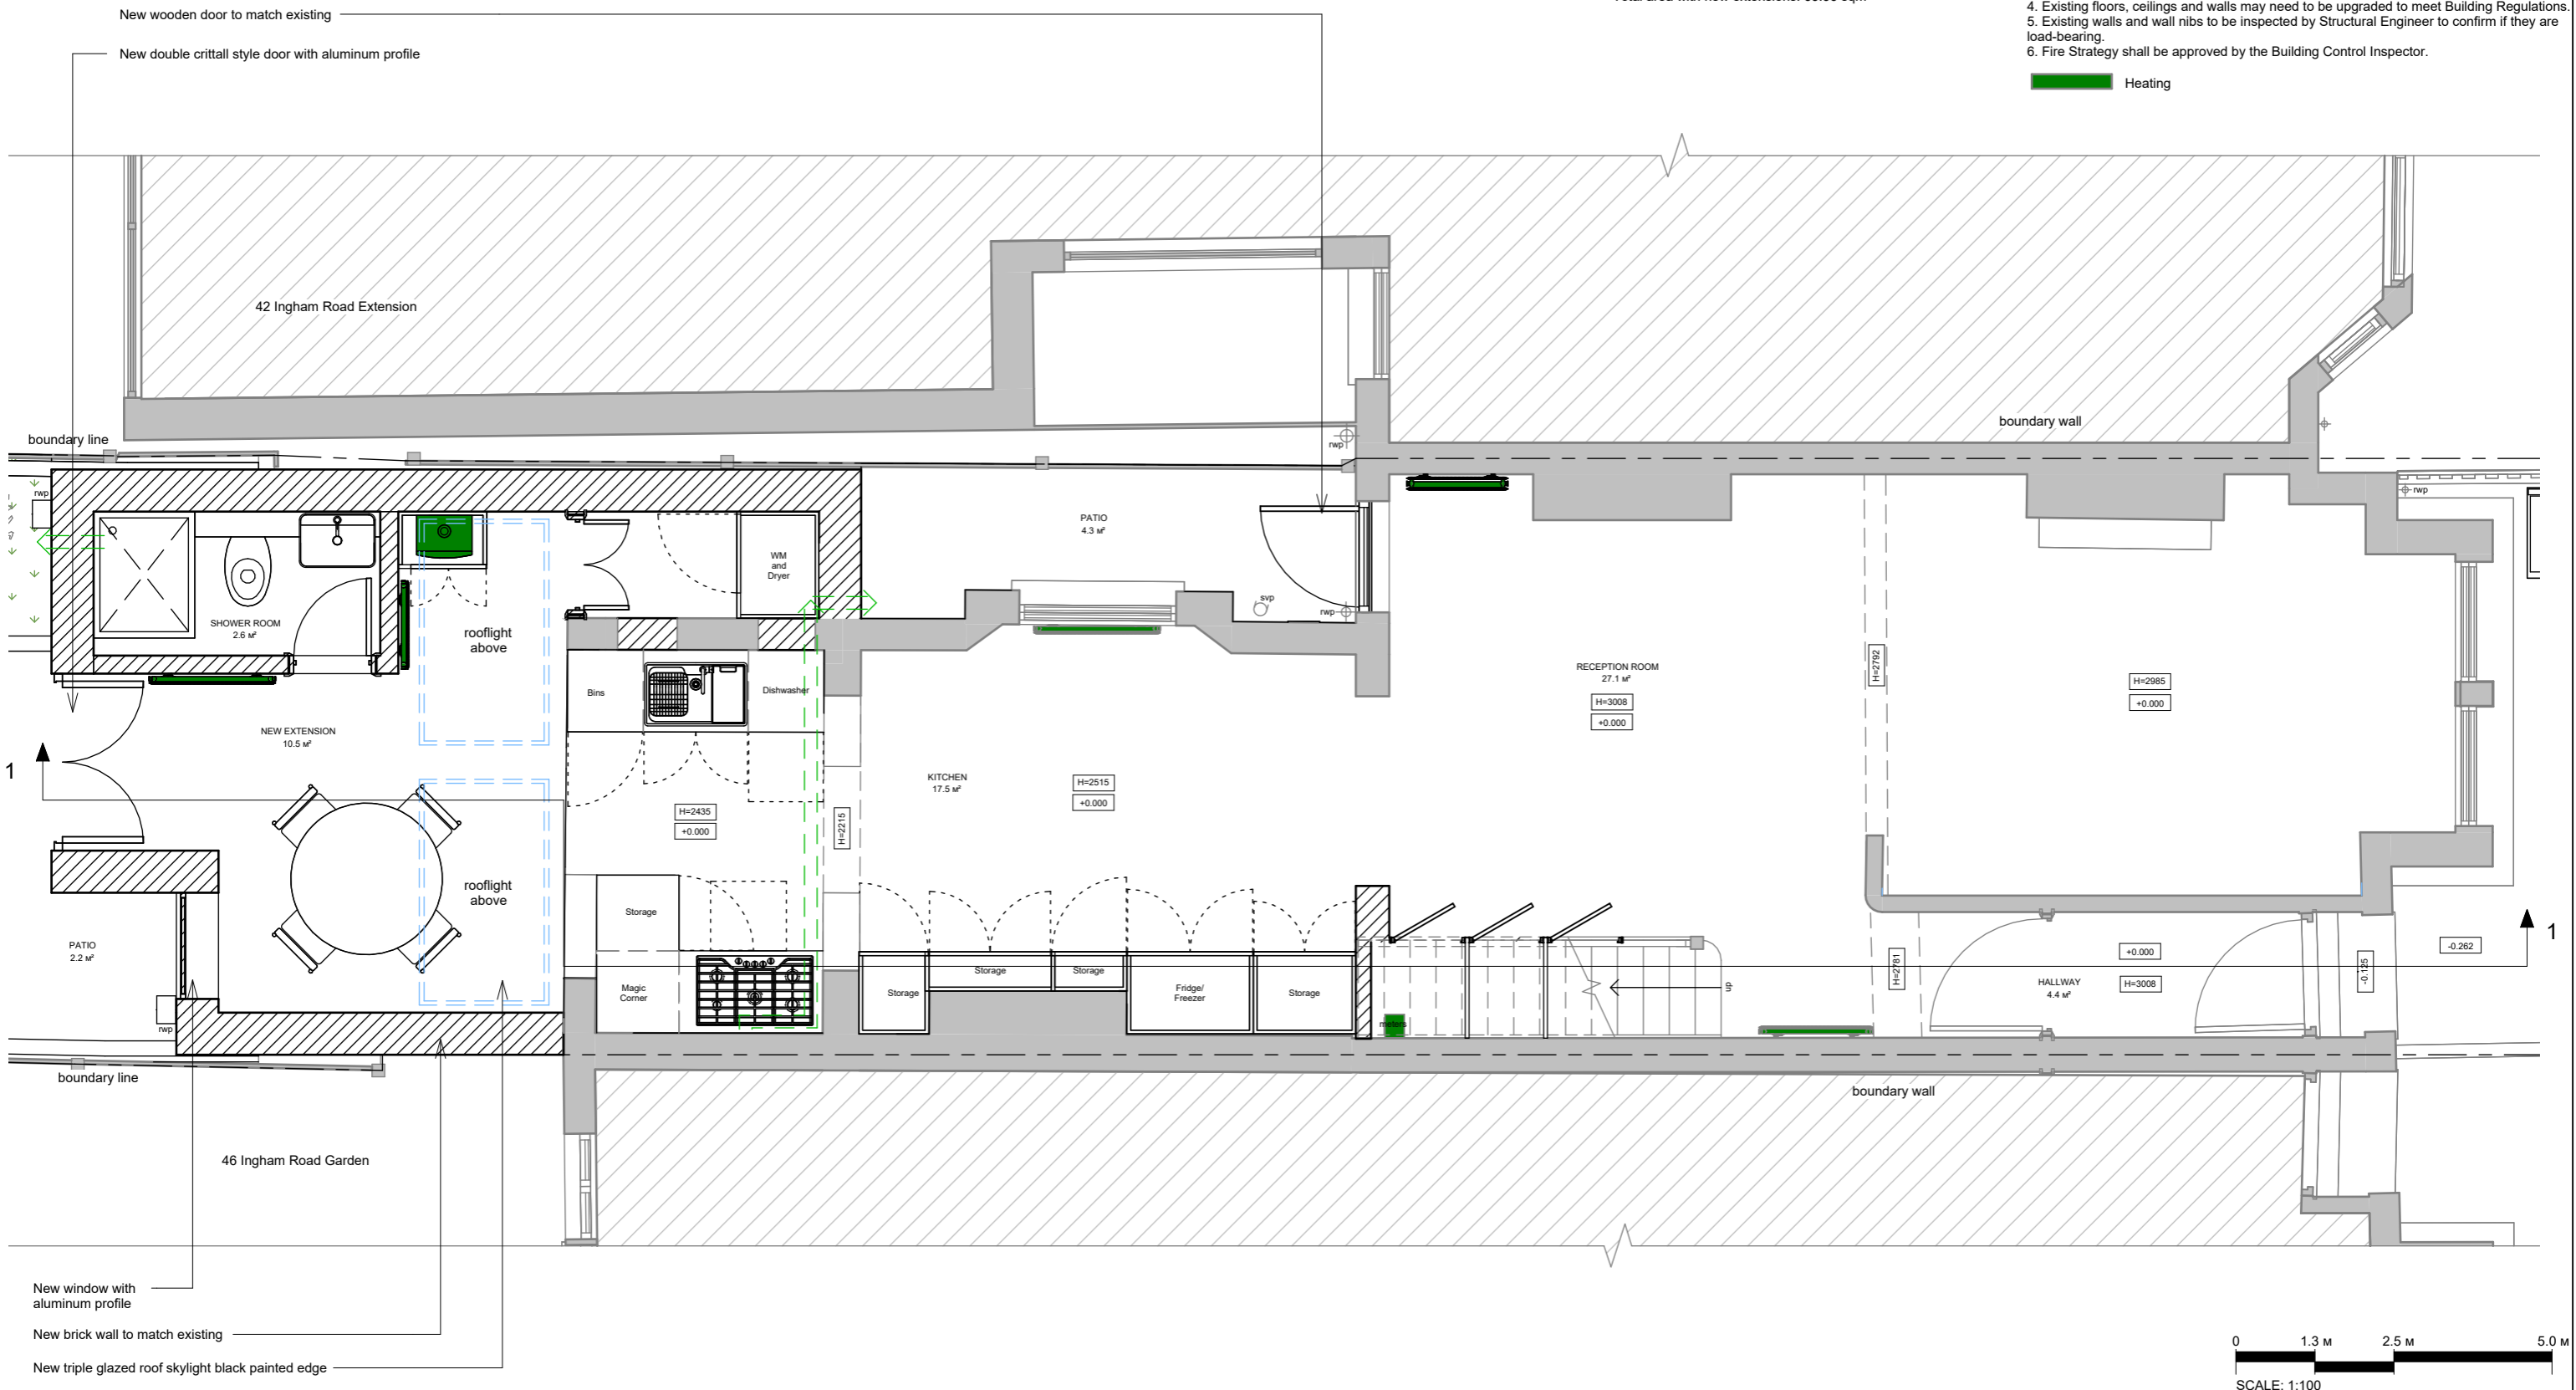 New wooden door to match existing
New double crittall style door with aluminum profile
4. Existing floors, ceilings and walls may need to be upgraded to meet Building Regulations.
5. Existing walls and wall nibs to be inspected by Structural Engineer to confirm if they are
load-bearing.
6. Fire Strategy shall be approved by the Building Control Inspector.
Heating
42 Ingham Road Extension
boundary line
boundary wall
rwp
rwp
rwp
PATIO
4.3 м²
WM
and
Dryer
svp
rwp
SHOWER ROOM
2.6 м²
rooflight
above
Bins
Dishwasher
RECEPTION ROOM
27.1 м²
H=3008
+0.000
H=2792
H=2985
+0.000
NEW EXTENSION
10.5 м²
1
KITCHEN
17.5 м²
H=2515
+0.000
H=2435
+0.000
H=2215
rooflight
above
Storage
PATIO
2.2 м²
Magic
Corner
Storage
Storage
Storage
Fridge/
Freezer
Storage
meters
up
H=2781
+0.000
HALLWAY
4.4 м²
H=3008
-0.125
-0.262
1
rwp
boundary line
boundary wall
46 Ingham Road Garden
New window with
aluminum profile
New brick wall to match existing
New triple glazed roof skylight black painted edge
0 1.3 м 2.5 м 5.0 м
SCALE: 1:100